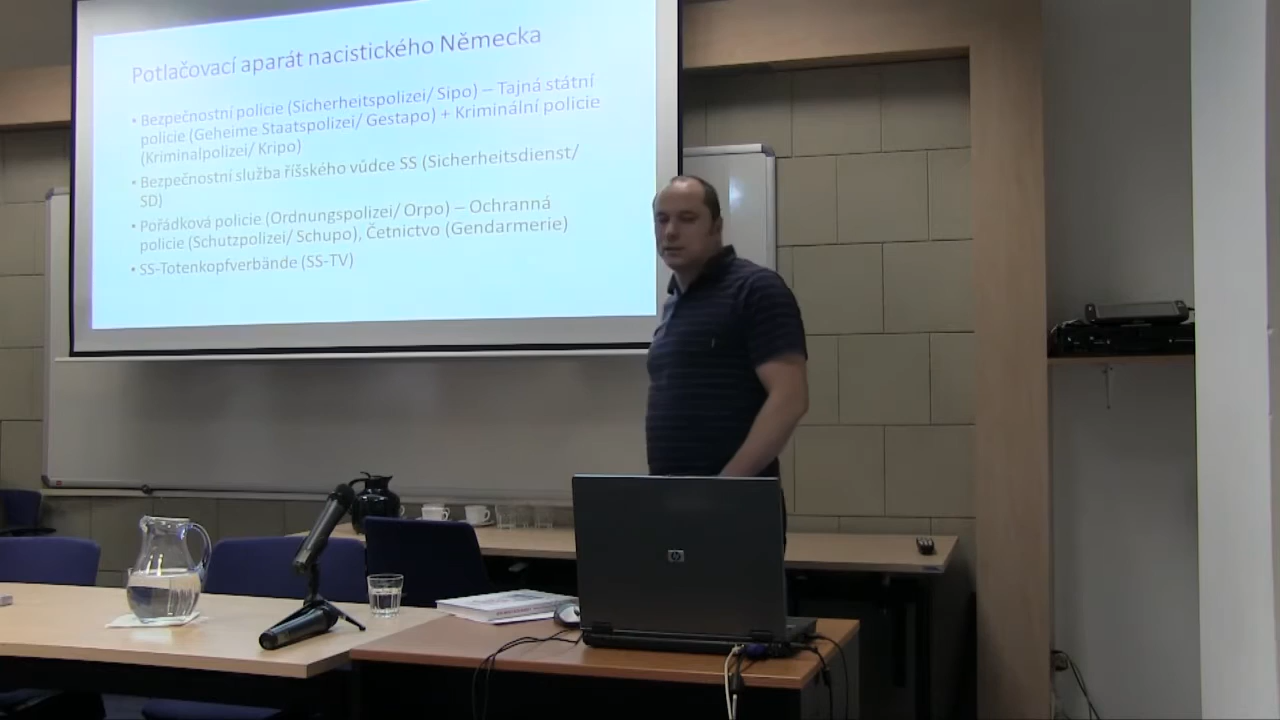 Potlačovací aparát nacistického Německa
• Bezpečnostní policie (Sicherheitspolizei/ Sipo) – Tajná státní
policie (Geheime Staatspolizei/ Gestapo) + Kriminální policie
(Kriminalpolizei/ Kripo)
• Bezpečnostní služba říšského vůdce SS (Sicherheitsdienst/
SD)
• Pořádková policie (Ordnungspolizei/ Orpo) – Ochranná
policie (Schutzpolizei/ Schupo), Četnictvo (Gendarmerie)
• SS-Totenkopfverbände (SS-TV)
hp